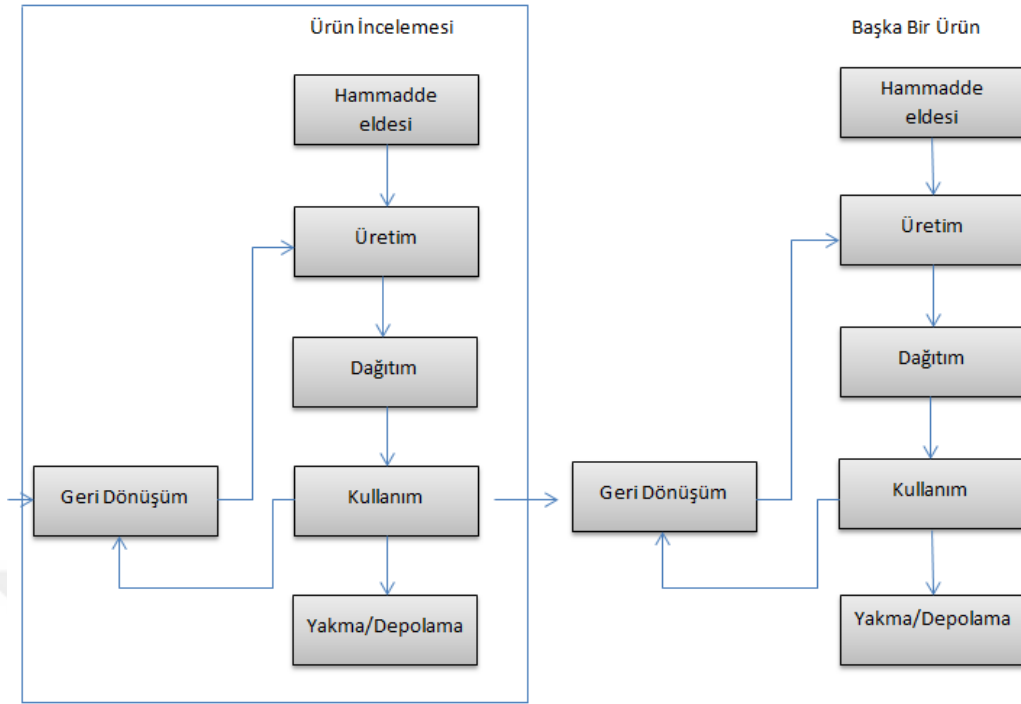 Ürün İncelemesi
Hammadde
eldesi
Üretim
Dağıtım
Geri Dönüşüm
Kullanım
Yakma/Depolama
Başka Bir Ürün
Hammadde
eldesi
Üretim
Dağıtım
Geri Dönüşüm
Kullanım
Yakma/Depolama